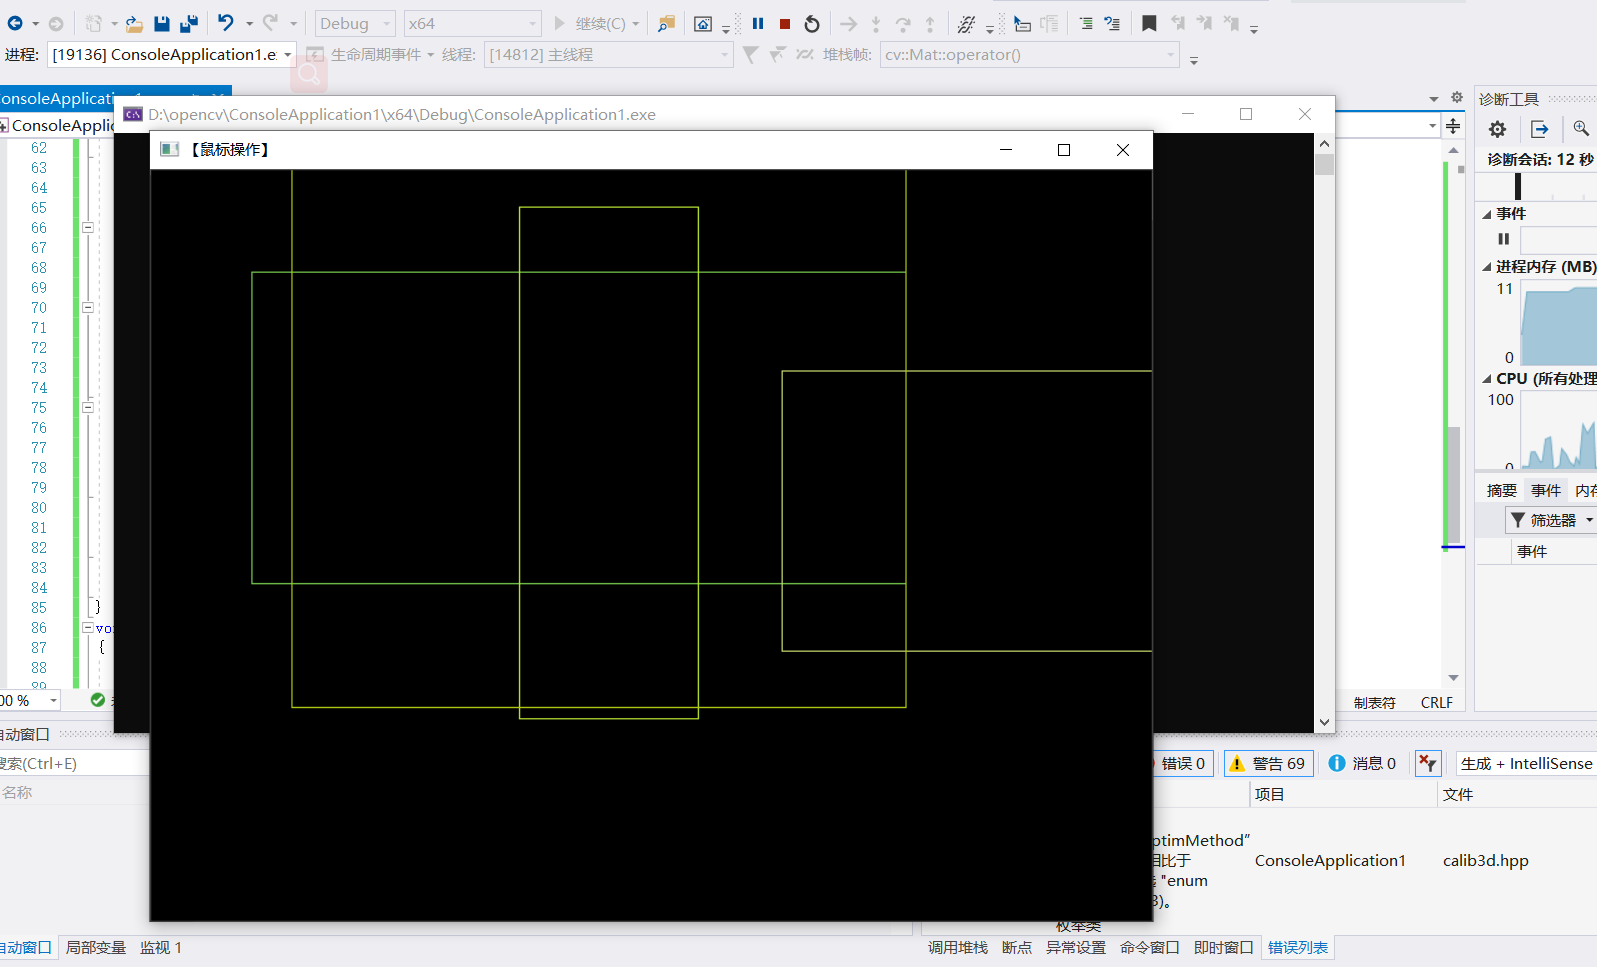 Debug
x64
继续(C)
进程:
[19136] ConsoleApplication1.e
生命周期事件
线程:
[14812] 主线程
堆栈帧:
cv::Mat::operator()
onsoleApplicati
D:\opencv\ConsoleApplication1\x64\Debug\ConsoleApplication1.exe
ConsoleApplic
【鼠标操作】
诊断工具
诊断会话: 12 秒
事件
进程内存 (MB)
11
0
CPU (所有处理
100
0
摘要
事件
内存
筛选器
事件
62
63
64
65
66
67
68
69
70
71
72
73
74
75
76
77
78
79
80
81
82
83
84
85
}
86
vo
87
{
88
89
00 %
制表符
CRLF
自动窗口
搜索(Ctrl+E)
名称
错误 0
警告 69
消息 0
生成 + IntelliSense
项目
文件
ptimMethod”
相比于
ConsoleApplication1
calib3d.hpp
"enum
3)。
枚举类
自动窗口
局部变量
监视 1
调用堆栈
断点
异常设置
命令窗口
即时窗口
错误列表